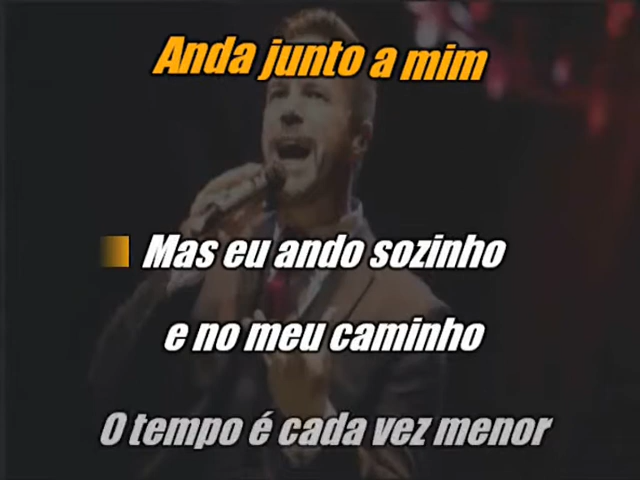 Anda junto a mim
Mas eu ando sozinho
e no meu caminho
O tempo é cada vez menor